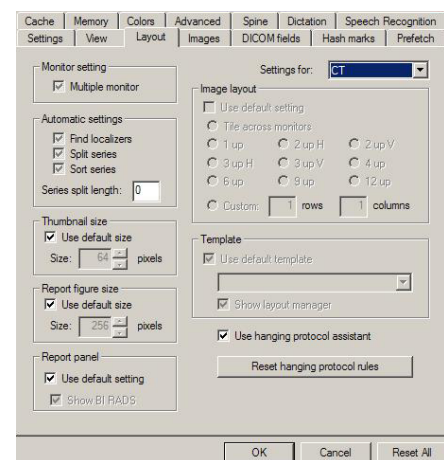 Cache Memory Colors Advanced Spine Dictation Speech Recognition
Settings View Layout Images DICOM fields Hash marks Prefetch
Monitor setting
Multiple monitor
Automatic settings
Find localizers
Split series
Sort series
Series split length: 0
Thumbnail size
Use default size
Size: 64 pixels
Report figure size
Use default size
Size: 256 pixels
Report panel
Use default setting
Show BI RADS
Settings for: CT
Image layout
Use default setting
Tile across monitors
1 up 2 up H 2 up V
3 up H 3 up V 4 up
6 up 9 up 12 up
Custom: 1 rows 1 columns
Template
Use default template
Show layout manager
Use hanging protocol assistant
Reset hanging protocol rules
OK Cancel Reset All